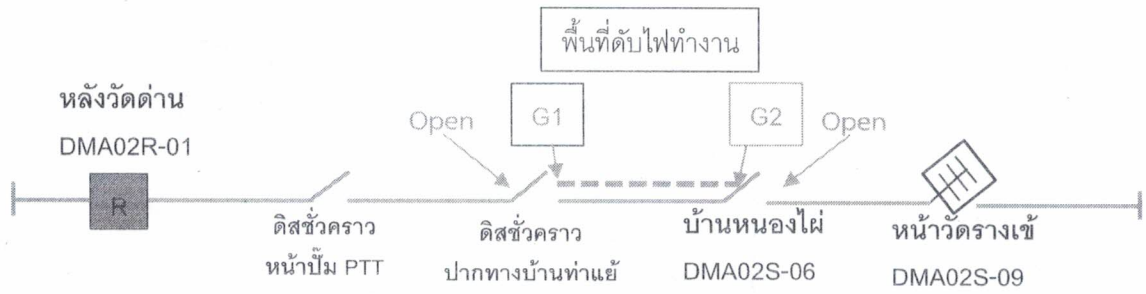 พื้นที่ดับไฟทำงาน
หลังวัดด่าน
DMA02R-01
Open
G1
G2
Open
R
ดิสชั่วคราว
หน้าปั๊ม PTT
ดิสชั่วคราว
ปากทางบ้านท่าแย้
บ้านหนองไผ่
DMA02S-06
หน้าวัดรางเข้
DMA02S-09